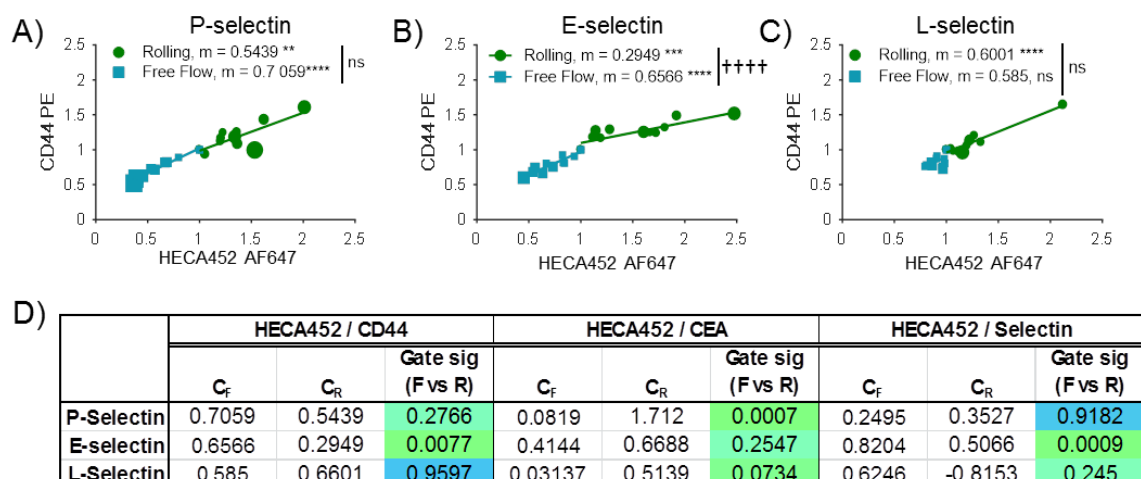 P-selectin
A)
2.5
Rolling, m = 0.5439 **
Free Flow, m = 0.7 059****
ns
2
1.5
1
0.5
0
CD44 PE
0 0.5 1 1.5 2 2.5
HECA452 AF647
E-selectin
B)
2.5
Rolling, m = 0.2949 ***
Free Flow, m = 0.6566 ****
††††
2
1.5
1
0.5
0
CD44 PE
0 0.5 1 1.5 2 2.5
HECA452 AF647
L-selectin
C)
2.5
Rolling, m = 0.6001 ****
Free Flow, m = 0.585, ns
ns
2
1.5
1
0.5
0
CD44 PE
0 0.5 1 1.5 2 2.5
HECA452 AF647
D)
HECA452 / CD44 HECA452 / CEA HECA452 / Selectin
CF CR Gate sig (F vs R) CF CR Gate sig (F vs R) CF CR Gate sig (F vs R)
P-Selectin 0.7059 0.5439 0.2766 0.0819 1.712 0.0007 0.2495 0.3527 0.9182
E-selectin 0.6566 0.2949 0.0077 0.4144 0.6688 0.2547 0.8204 0.5066 0.0009
L-Selectin 0.585 0.6601 0.9597 0.03137 0.5139 0.0734 0.6246 -0.8153 0.245